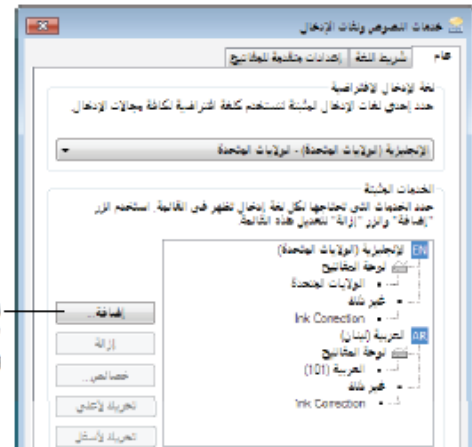 خدمات النصوص ولغات الإدخال
عام
شريط اللغة
إعدادات متقدمة للمفاتيح
لغة الإدخال الافتراضية
حدد إحدى لغات الإدخال المثبتة لتستخدم كلغة افتراضية لكافة مجالات الإدخال.
الإنجليزية (الولايات المتحدة) - الولايات المتحدة
الخدمات المثبتة
حدد الخدمات التي تحتاجها لكل لغة إدخال تظهر في القائمة. استخدم الزر
"إضافة" والزر "إزالة" لتعديل هذه القائمة.
EN الإنجليزية (الولايات المتحدة)
لوحة المفاتيح
الولايات المتحدة
غير ذلك
Ink Correction
AR العربية (لبنان)
لوحة المفاتيح
العربية (101)
غير ذلك
Ink Correction
إضافة...
إزالة
خصائص...
تحريك لأعلى
تحريك لأسفل